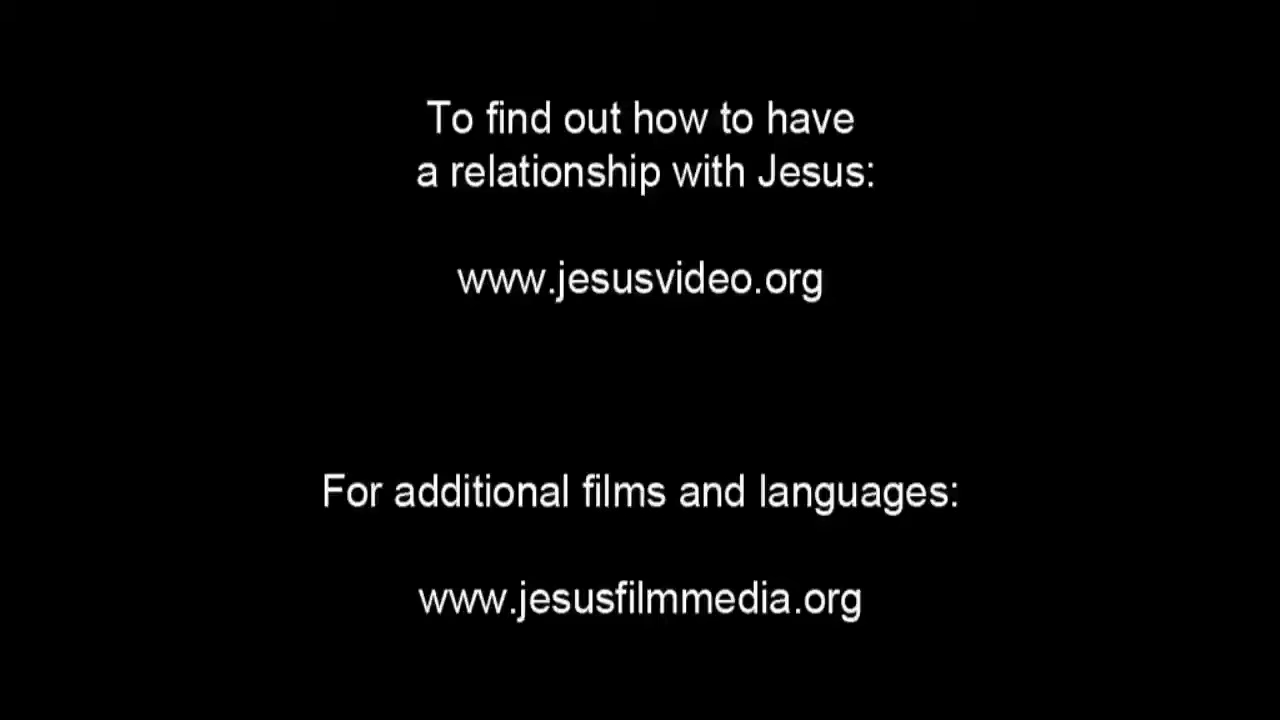 To find out how to have
a relationship with Jesus:
www.jesusvideo.org
For additional films and languages:
www.jesusfilmmedia.org